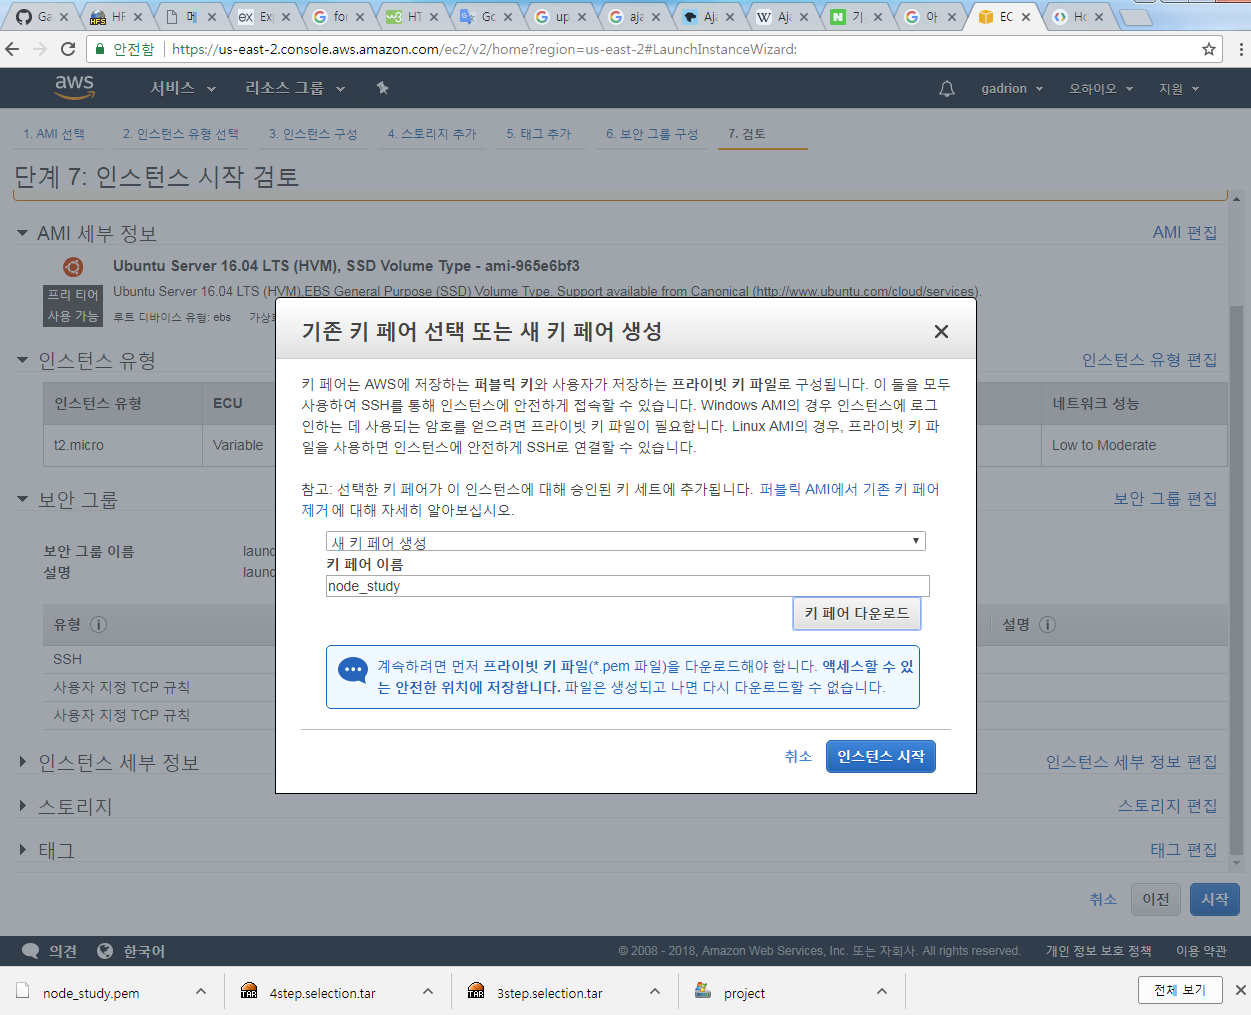 Ga
HF
메
ex Ex
for
w3 HT
Go
G up
G aja
Aja
W Aja
N 기
G 아
EC
Ho
안전함 https://us-east-2.console.aws.amazon.com/ec2/v2/home?region=us-east-2#LaunchInstanceWizard:
aws 서비스 리소스 그룹 gadrion 오하이오 지원
1. AMI 선택 2. 인스턴스 유형 선택 3. 인스턴스 구성 4. 스토리지 추가 5. 태그 추가 6. 보안 그룹 구성 7. 검토
단계 7: 인스턴스 시작 검토
AMI 세부 정보 AMI 편집
Ubuntu Server 16.04 LTS (HVM), SSD Volume Type - ami-965e6bf3
프리 티어
사용 가능
Ubuntu Server 16.04 LTS (HVM),EBS General Purpose (SSD) Volume Type. Support available from Canonical (http://www.ubuntu.com/cloud/services).
루트 디바이스 유형: ebs 가상화
인스턴스 유형 인스턴스 유형 편집
인스턴스 유형 ECU 네트워크 성능
t2.micro Variable Low to Moderate
보안 그룹 보안 그룹 편집
보안 그룹 이름 launc
설명 launc
유형 설명
SSH
사용자 지정 TCP 규칙
사용자 지정 TCP 규칙
인스턴스 세부 정보 인스턴스 세부 정보 편집
스토리지 스토리지 편집
태그 태그 편집
취소 이전 시작
기존 키 페어 선택 또는 새 키 페어 생성
키 페어는 AWS에 저장하는 퍼블릭 키와 사용자가 저장하는 프라이빗 키 파일로 구성됩니다. 이 둘을 모두
사용하여 SSH를 통해 인스턴스에 안전하게 접속할 수 있습니다. Windows AMI의 경우 인스턴스에 로그
인하는 데 사용되는 암호를 얻으려면 프라이빗 키 파일이 필요합니다. Linux AMI의 경우, 프라이빗 키 파
일을 사용하면 인스턴스에 안전하게 SSH로 연결할 수 있습니다.
참고: 선택한 키 페어가 이 인스턴스에 대해 승인된 키 세트에 추가됩니다. 퍼블릭 AMI에서 기존 키 페어
제거 에 대해 자세히 알아보십시오.
새 키 페어 생성
키 페어 이름
node_study
키 페어 다운로드
계속하려면 먼저 프라이빗 키 파일(*.pem 파일)을 다운로드해야 합니다. 액세스할 수 있
는 안전한 위치에 저장합니다. 파일은 생성되고 나면 다시 다운로드할 수 없습니다.
취소 인스턴스 시작
의견 한국어 © 2008 - 2018, Amazon Web Services, Inc. 또는 자회사. All rights reserved. 개인 정보 보호 정책 이용 약관
node_study.pem 4step.selection.tar 3step.selection.tar project 전체 보기